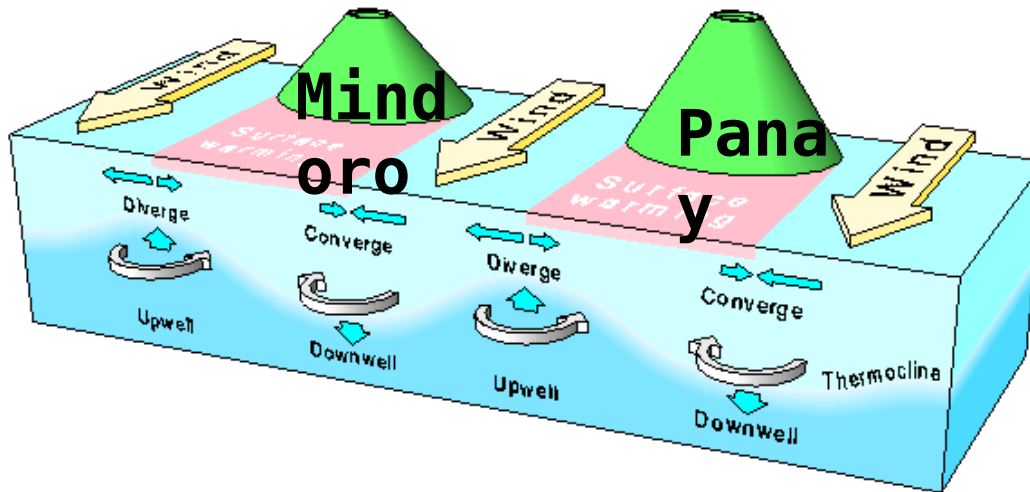 Wind
Mind
oro
Wind
Pana
y
Wind
Surface
warming
Surface
warming
Diverge
Converge
Diverge
Converge
Upwell
Downwell
Upwell
Thermocline
Downwell